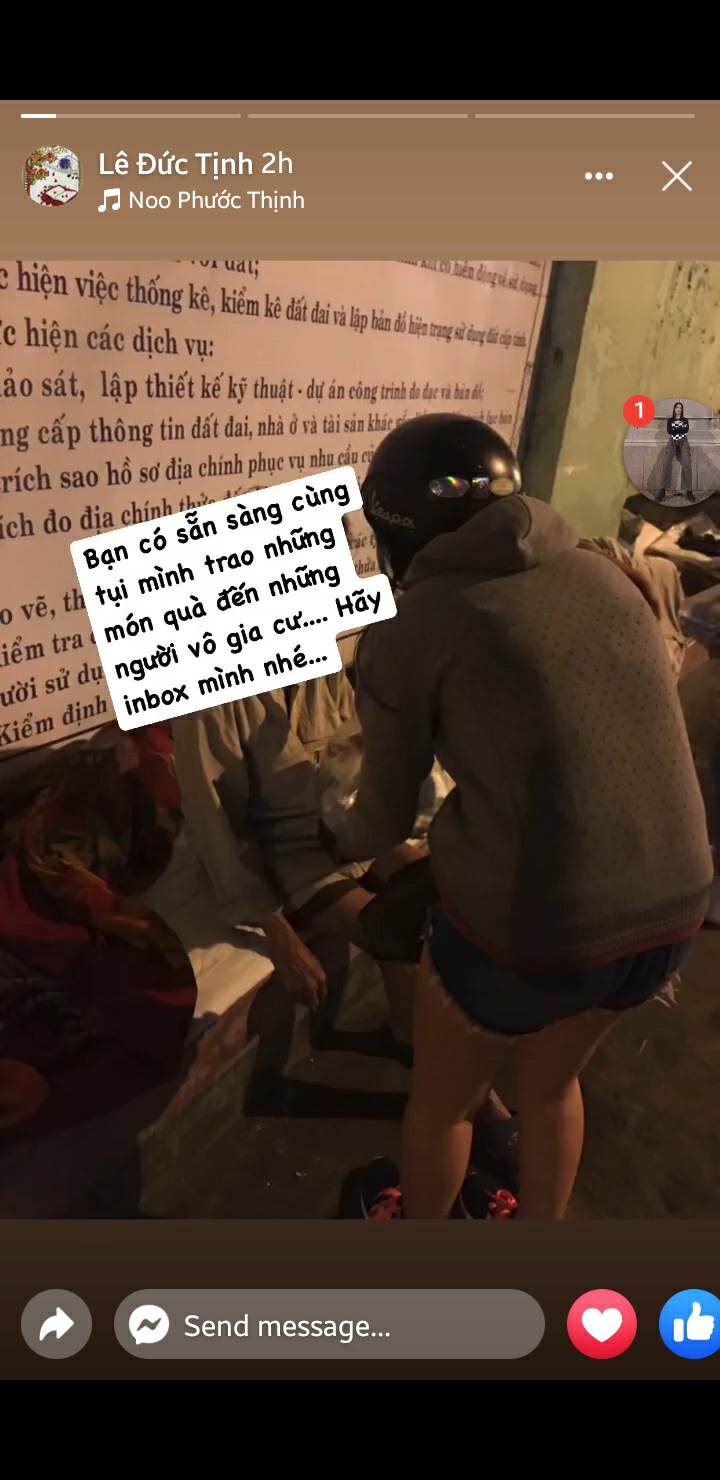 Lê Đức Tịnh 2h
Noo Phước Thịnh
với đất;
c hiện việc thống kê, kiểm kê đất đai và lập bản đồ hiện trạng sử dụng đất cấp tỉnh.
c hiện các dịch vụ:
ảo sát, lập thiết kế kỹ thuật - dự án công trình đo đạc và bản đồ;
ng cấp thông tin đất đai, nhà ở và tài sản khác
rích sao hồ sơ địa chính phục vụ nhu cầu
ích đo địa chính
o vẽ, th
iểm tra
ười sử dụ
Kiểm định
1
vespa
Bạn có sẵn sàng cùng
tụi mình trao những
món quà đến những
người vô gia cư.... Hãy
inbox mình nhé...
Send message...